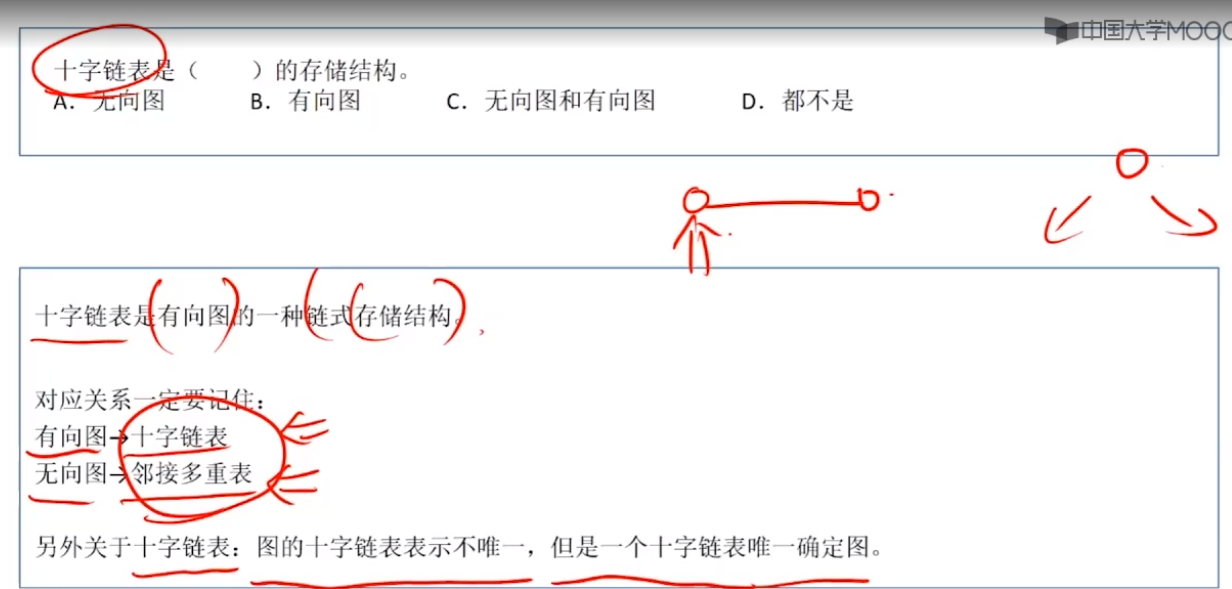 中国大学MOOC
十字链表是（　　）的存储结构。
A. 无向图　　B. 有向图　　C. 无向图和有向图　　D. 都不是
十字链表是有向图的一种链式存储结构。
对应关系一定要记住：
有向图→十字链表
无向图→邻接多重表
另外关于十字链表：图的十字链表表示不唯一，但是一个十字链表唯一确定图。